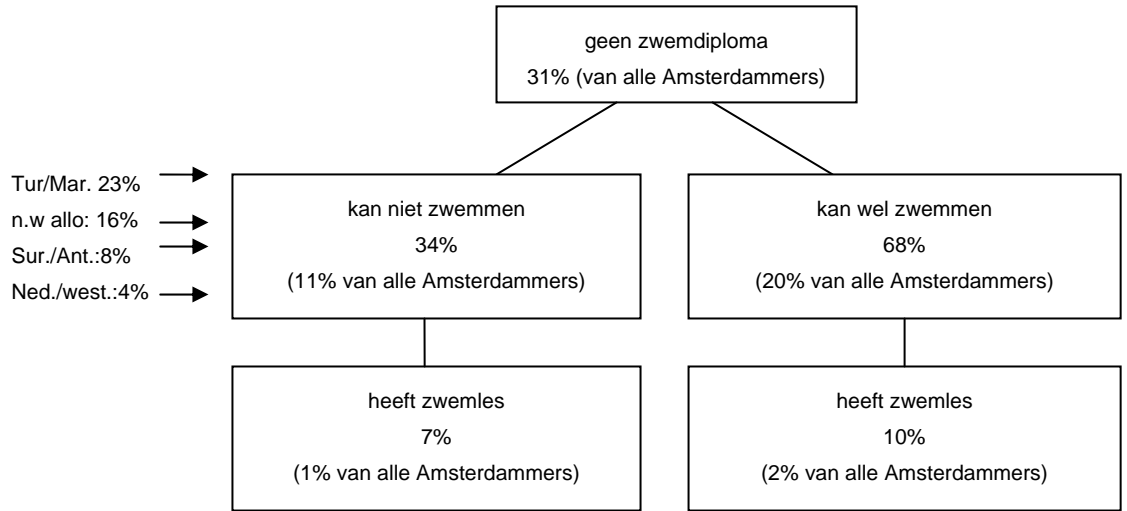 geen zwemdiploma
31% (van alle Amsterdammers)
Tur/Mar. 23%
n.w allo: 16%
Sur./Ant.:8%
Ned./west.:4%
kan niet zwemmen
34%
(11% van alle Amsterdammers)
kan wel zwemmen
68%
(20% van alle Amsterdammers)
heeft zwemles
7%
(1% van alle Amsterdammers)
heeft zwemles
10%
(2% van alle Amsterdammers)